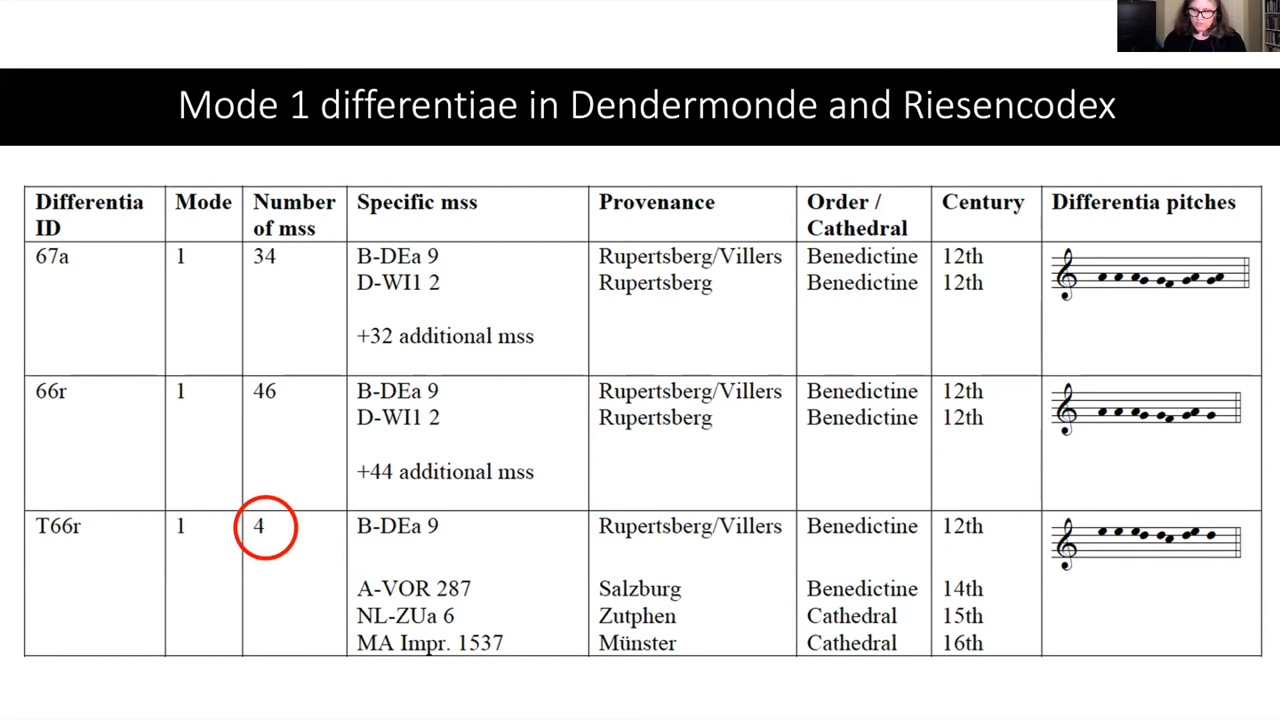 Mode 1 differentiae in Dendermonde and Riesencodex
Differentia ID Mode Number of mss Specific mss Provenance Order / Cathedral Century Differentia pitches
67a 1 34 B-DEa 9 Rupertsberg/Villers Benedictine 12th
D-WI1 2 Rupertsberg Benedictine 12th
+32 additional mss
66r 1 46 B-DEa 9 Rupertsberg/Villers Benedictine 12th
D-WI1 2 Rupertsberg Benedictine 12th
+44 additional mss
T66r 1 4 B-DEa 9 Rupertsberg/Villers Benedictine 12th
A-VOR 287 Salzburg Benedictine 14th
NL-ZUa 6 Zutphen Cathedral 15th
MA Impr. 1537 Münster Cathedral 16th